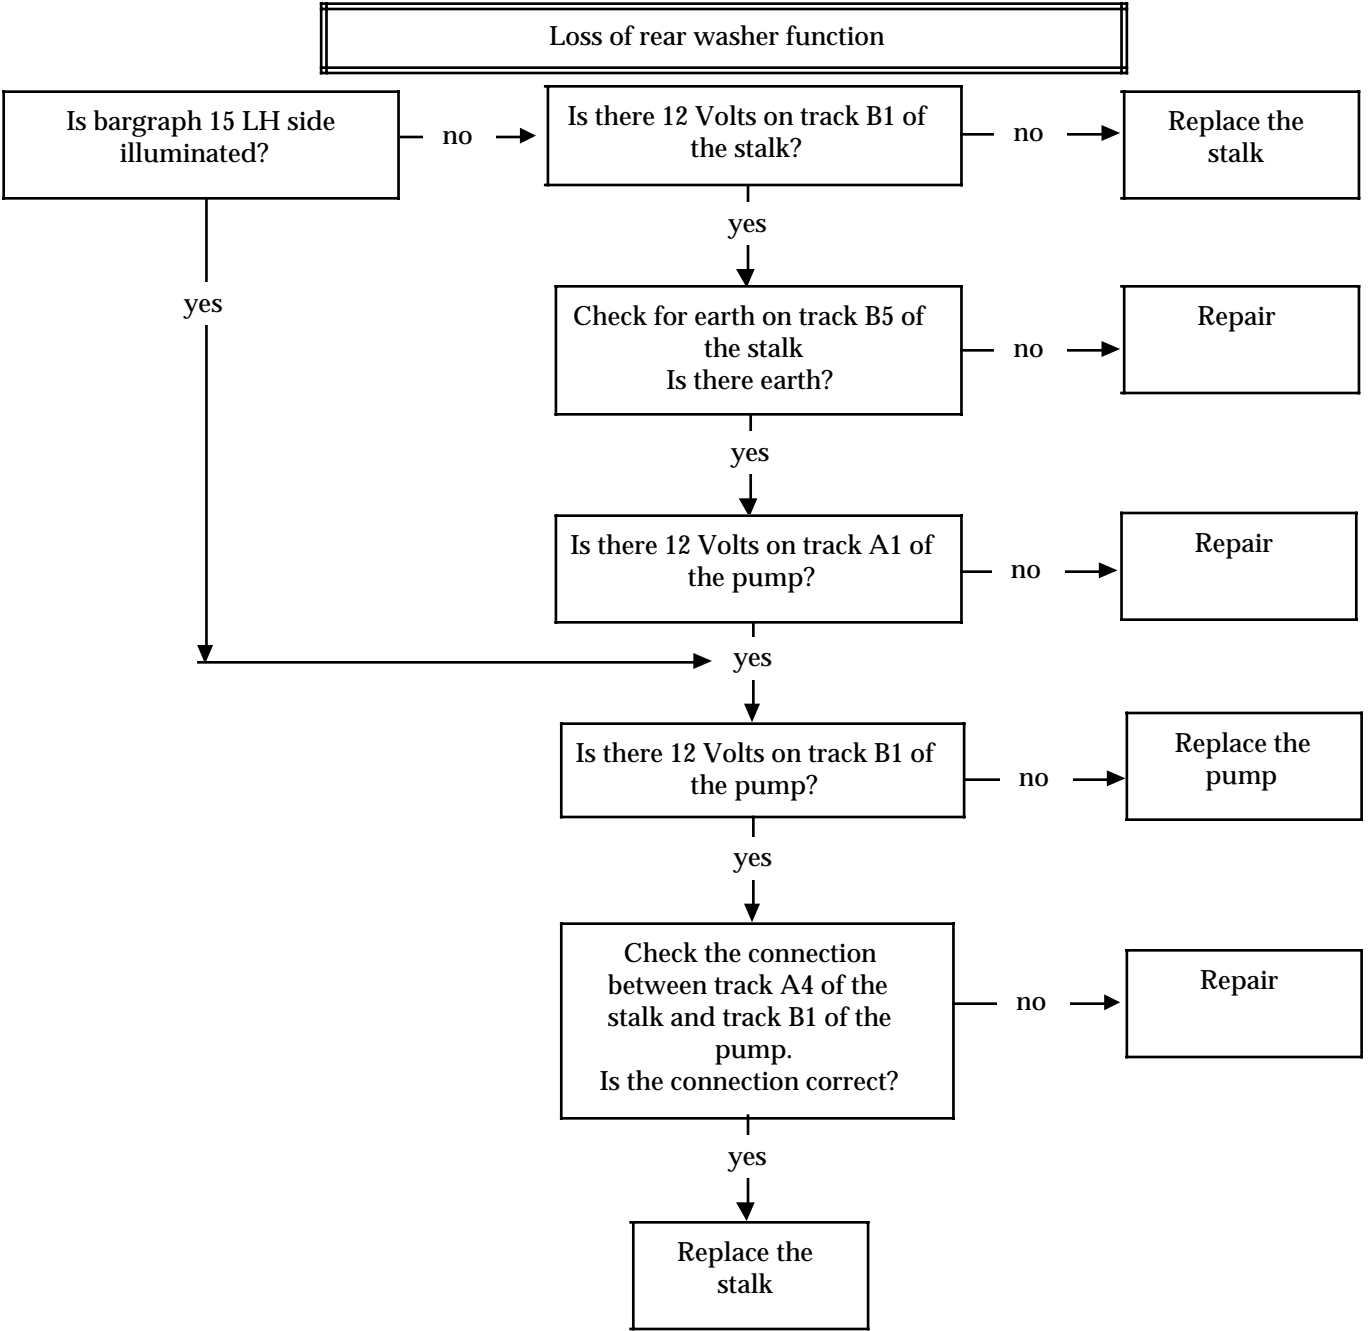 Loss of rear washer function
Is bargraph 15 LH side
illuminated?
no
Is there 12 Volts on track B1 of
the stalk?
no
Replace the
stalk
yes
yes
Check for earth on track B5 of
the stalk
Is there earth?
no
Repair
yes
Is there 12 Volts on track A1 of
the pump?
no
Repair
yes
Is there 12 Volts on track B1 of
the pump?
no
Replace the
pump
yes
Check the connection
between track A4 of the
stalk and track B1 of the
pump.
Is the connection correct?
no
Repair
yes
Replace the
stalk